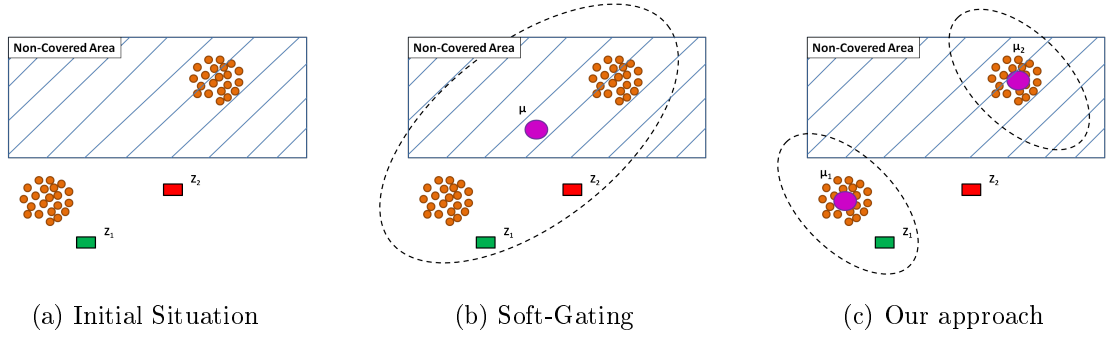 Non-Covered Area
Z2
Z1
Non-Covered Area
μ
Z2
Z1
Non-Covered Area
μ2
μ1
Z2
Z1
(a) Initial Situation
(b) Soft-Gating
(c) Our approach